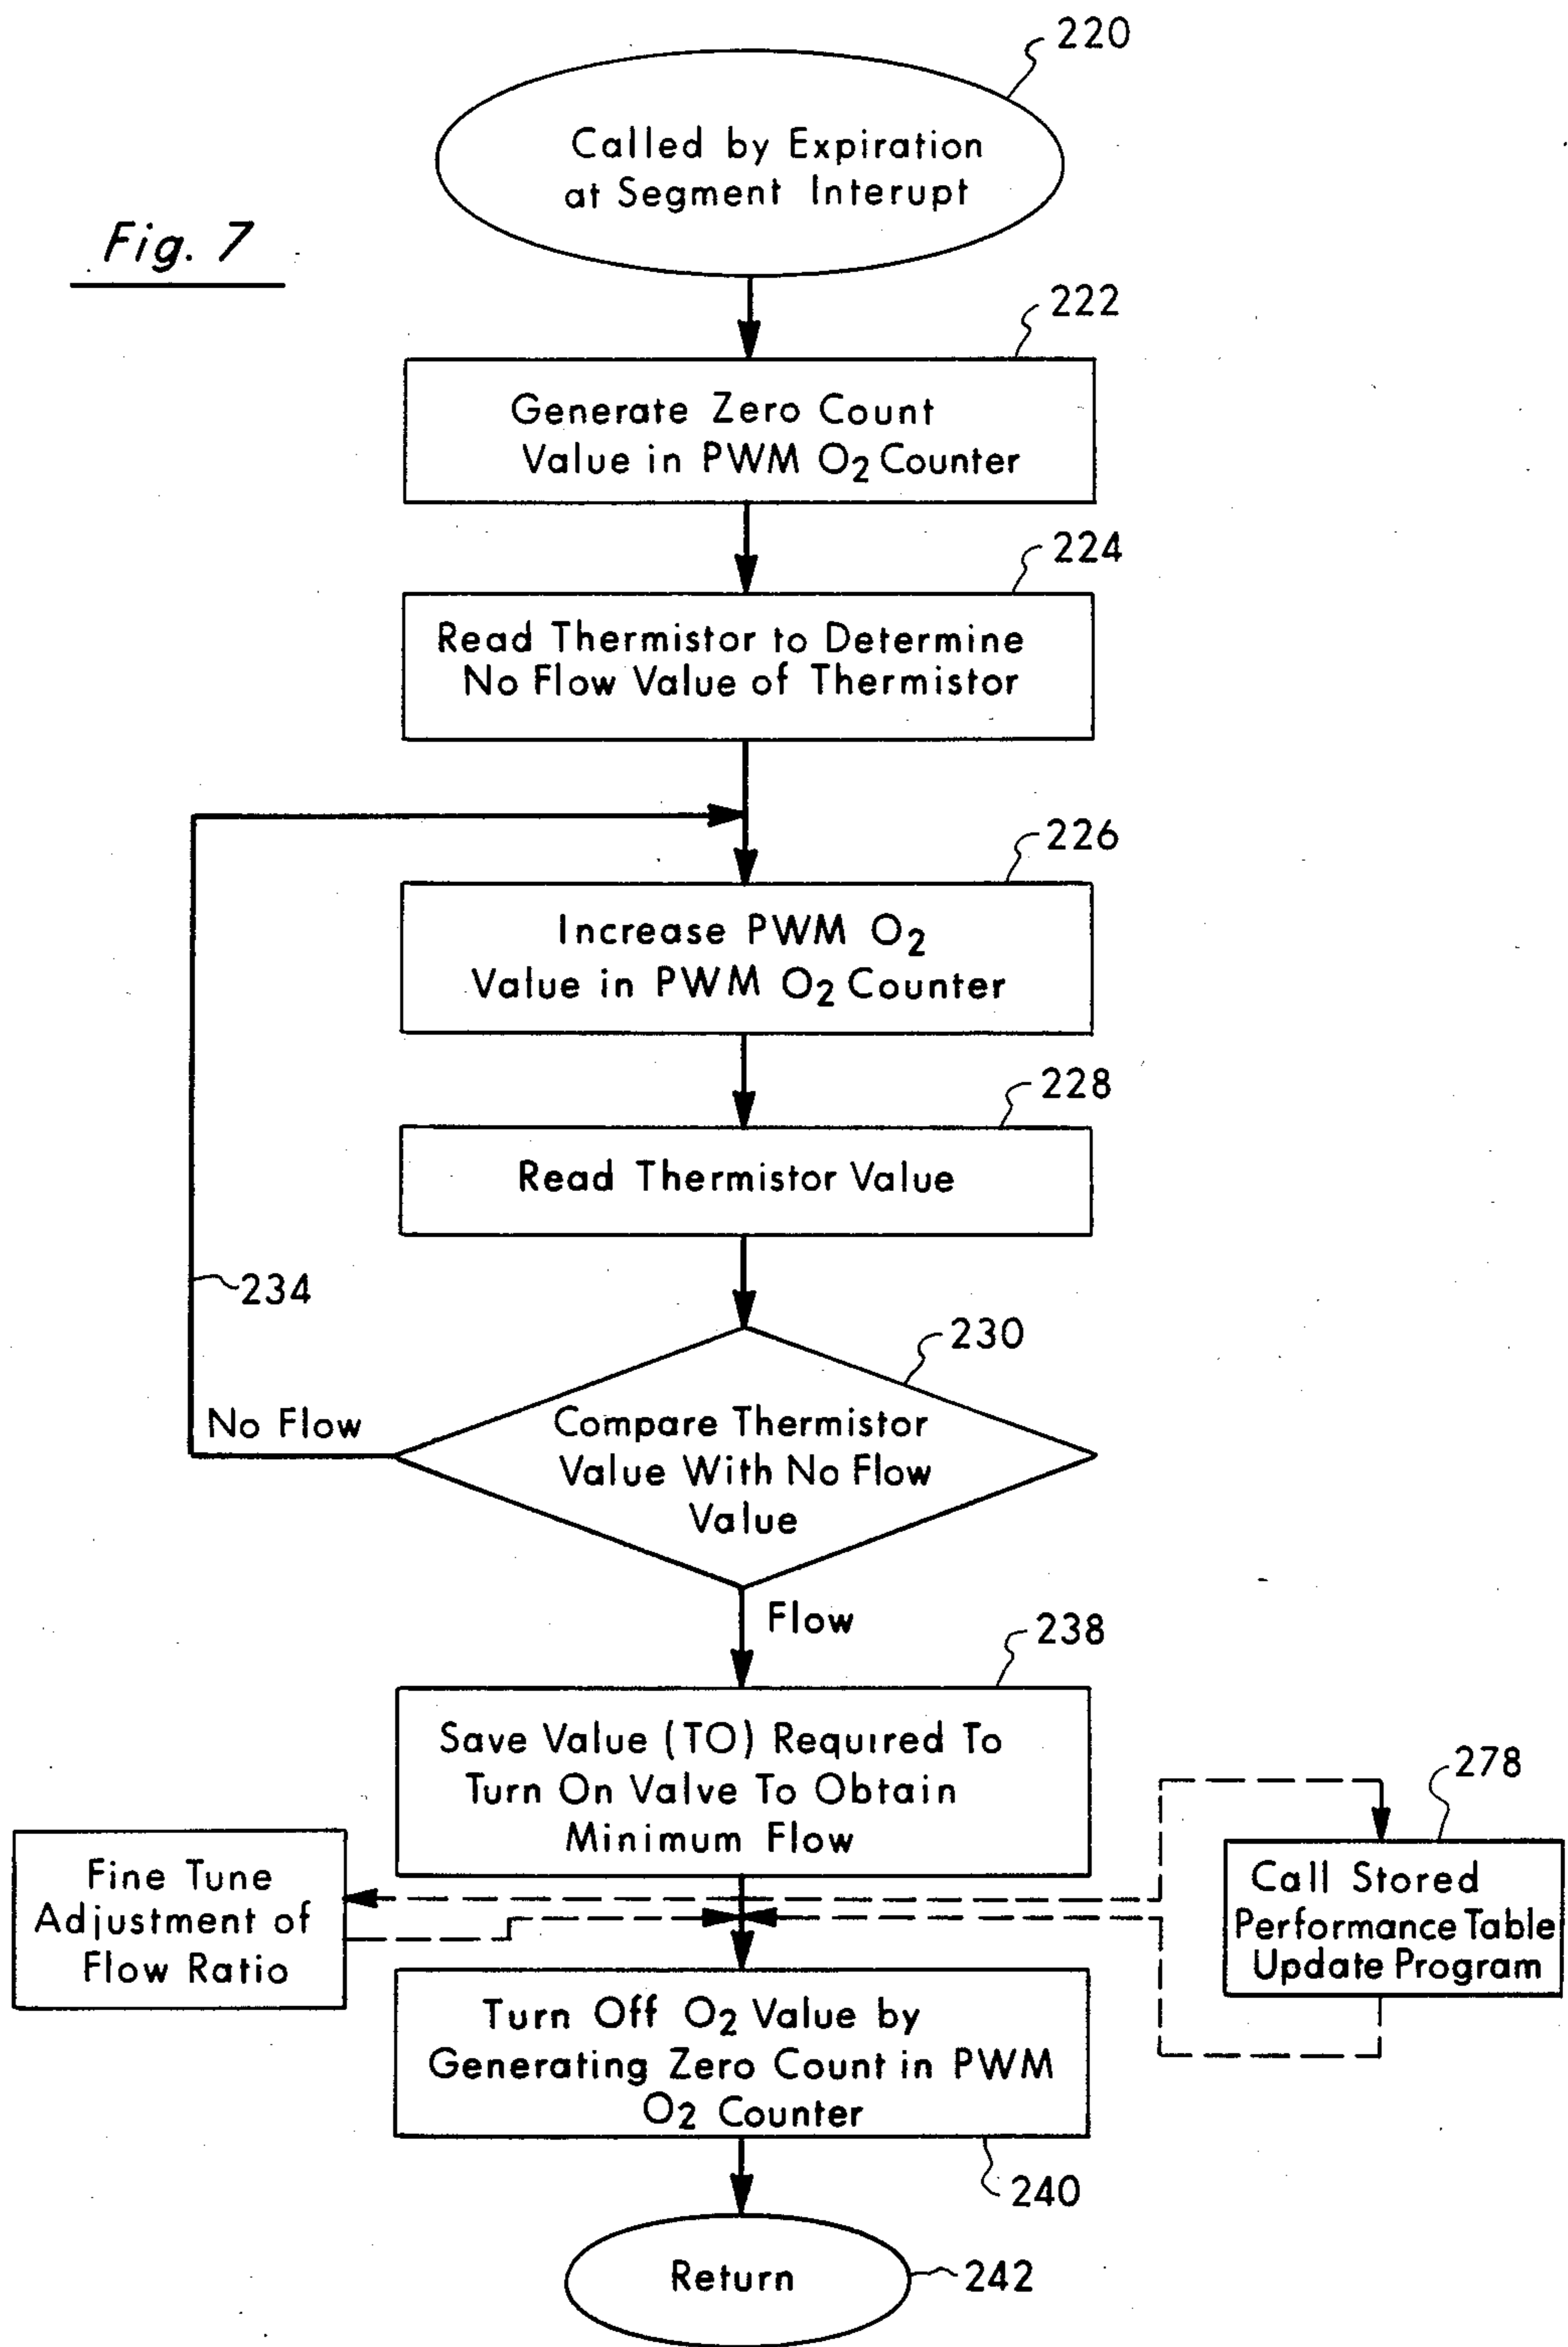 220
Called by Expiration
at Segment Interupt
Fig. 7
222
Generate Zero Count
Value in PWM O2 Counter
224
Read Thermistor to Determine
No Flow Value of Thermistor
226
Increase PWM O2
Value in PWM O2 Counter
228
Read Thermistor Value
234
230
No Flow
Compare Thermistor
Value With No Flow
Value
Flow
238
Save Value (TO) Required To
Turn On Valve To Obtain
Minimum Flow
278
Fine Tune
Adjustment of
Flow Ratio
Call Stored
Performance Table
Update Program
Turn Off O2 Value by
Generating Zero Count in PWM
O2 Counter
240
Return
242